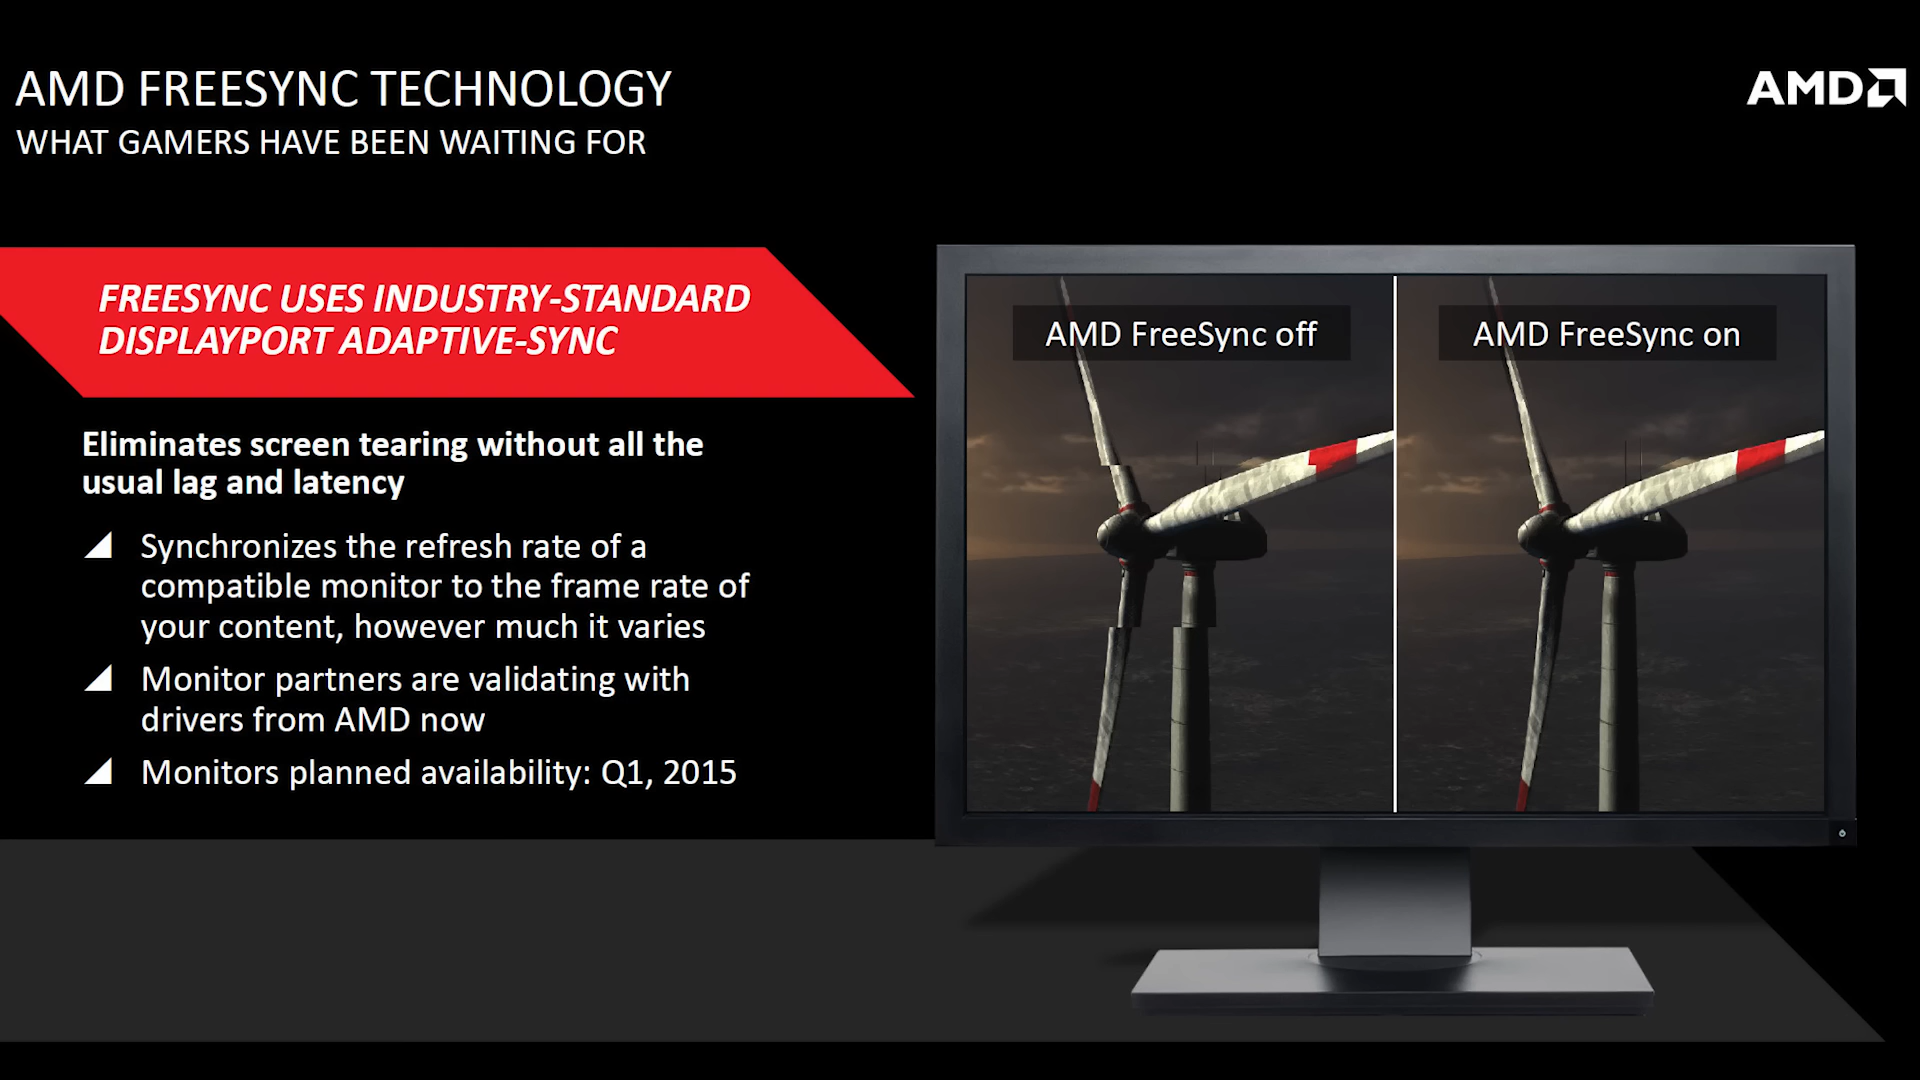 AMD FREESYNC TECHNOLOGY
WHAT GAMERS HAVE BEEN WAITING FOR
AMD
FREESYNC USES INDUSTRY-STANDARD
DISPLAYPORT ADAPTIVE-SYNC
Eliminates screen tearing without all the
usual lag and latency
Synchronizes the refresh rate of a
compatible monitor to the frame rate of
your content, however much it varies
Monitor partners are validating with
drivers from AMD now
Monitors planned availability: Q1, 2015
AMD FreeSync off
AMD FreeSync on